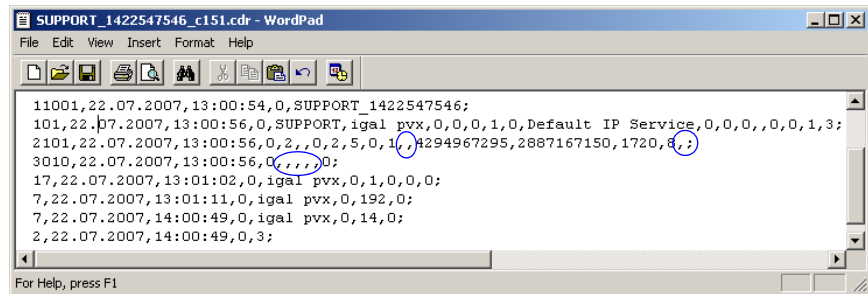 SUPPORT_1422547546_c151.cdr - WordPad
File Edit View Insert Format Help
11001,22.07.2007,13:00:54,0,SUPPORT_1422547546;
101,22.07.2007,13:00:56,0,SUPPORT,igal pvx,0,0,0,1,0,Default IP Service,0,0,0,,0,0,1,3;
2101,22.07.2007,13:00:56,0,2,,0,2,5,0,1,,4294967295,2887167150,1720,8,;
3010,22.07.2007,13:00:56,0,,,,,0;
17,22.07.2007,13:01:02,0,igal pvx,0,1,0,0,0;
7,22.07.2007,13:01:11,0,igal pvx,0,192,0;
7,22.07.2007,14:00:49,0,igal pvx,0,14,0;
2,22.07.2007,14:00:49,0,3;
For Help, press F1